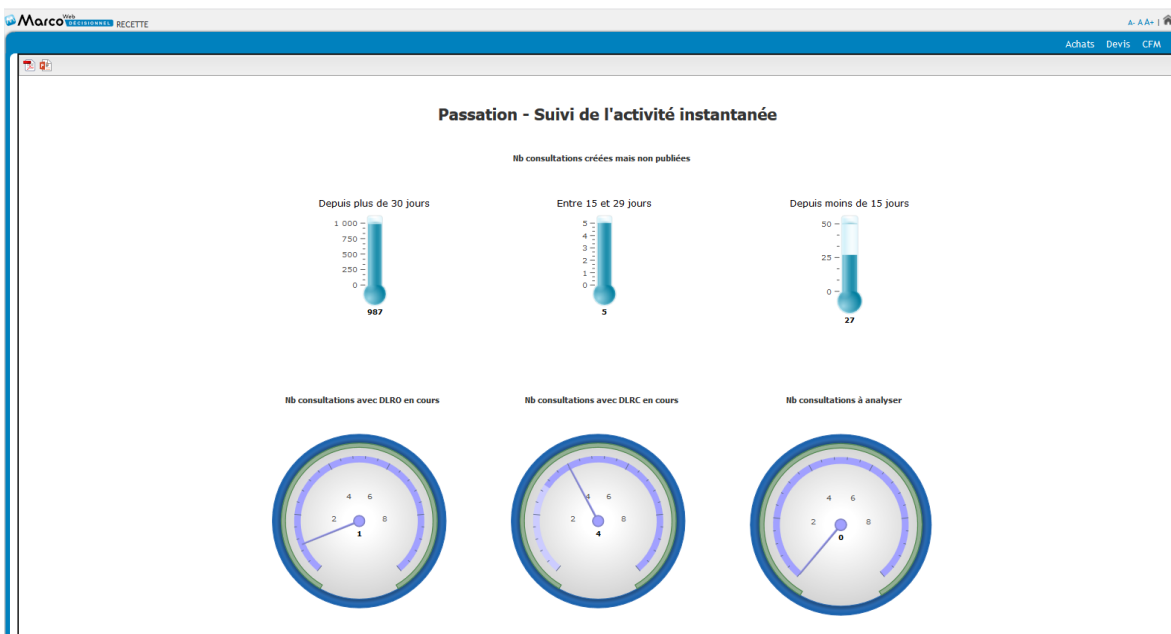 Marco Web DÉCISIONNEL RECETTE
A- A A+ |
Achats Devis CFM
Passation - Suivi de l'activité instantanée
Nb consultations créées mais non publiées
Depuis plus de 30 jours
1 000
750
500
250
0
987
Entre 15 et 29 jours
5
4
3
2
1
0
5
Depuis moins de 15 jours
50
25
0
27
Nb consultations avec DLRO en cours
4 6
2 8
1
Nb consultations avec DLRC en cours
4 6
2 8
4
Nb consultations à analyser
4 6
2 8
0